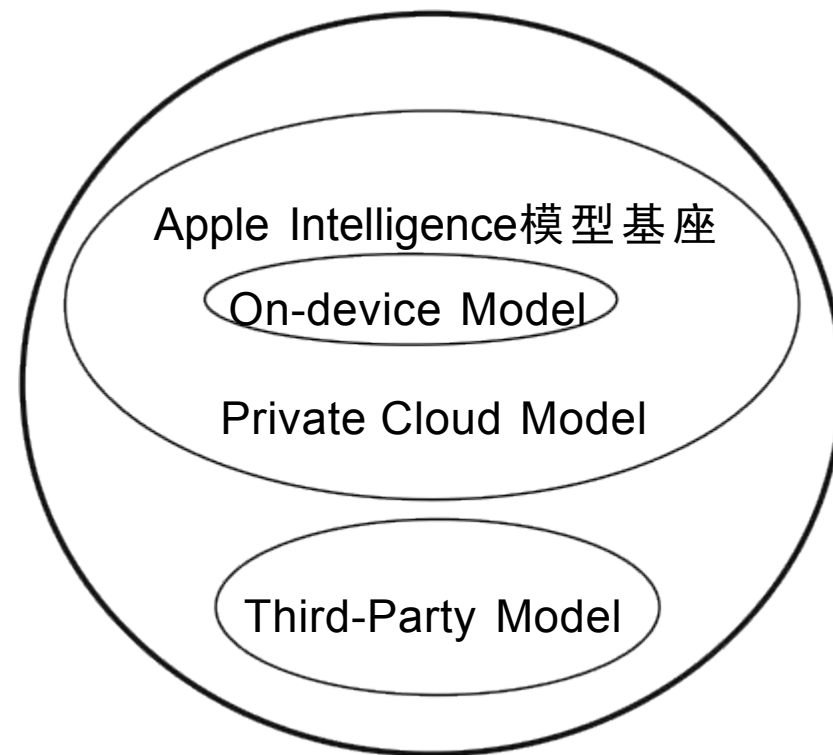 Apple Intelligence模型基座
On-device Model
Private Cloud Model
Third-Party Model